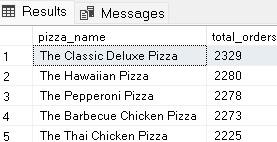 Results Messages
pizza_name total_orders
1 The Classic Deluxe Pizza 2329
2 The Hawaiian Pizza 2280
3 The Pepperoni Pizza 2278
4 The Barbecue Chicken Pizza 2273
5 The Thai Chicken Pizza 2225